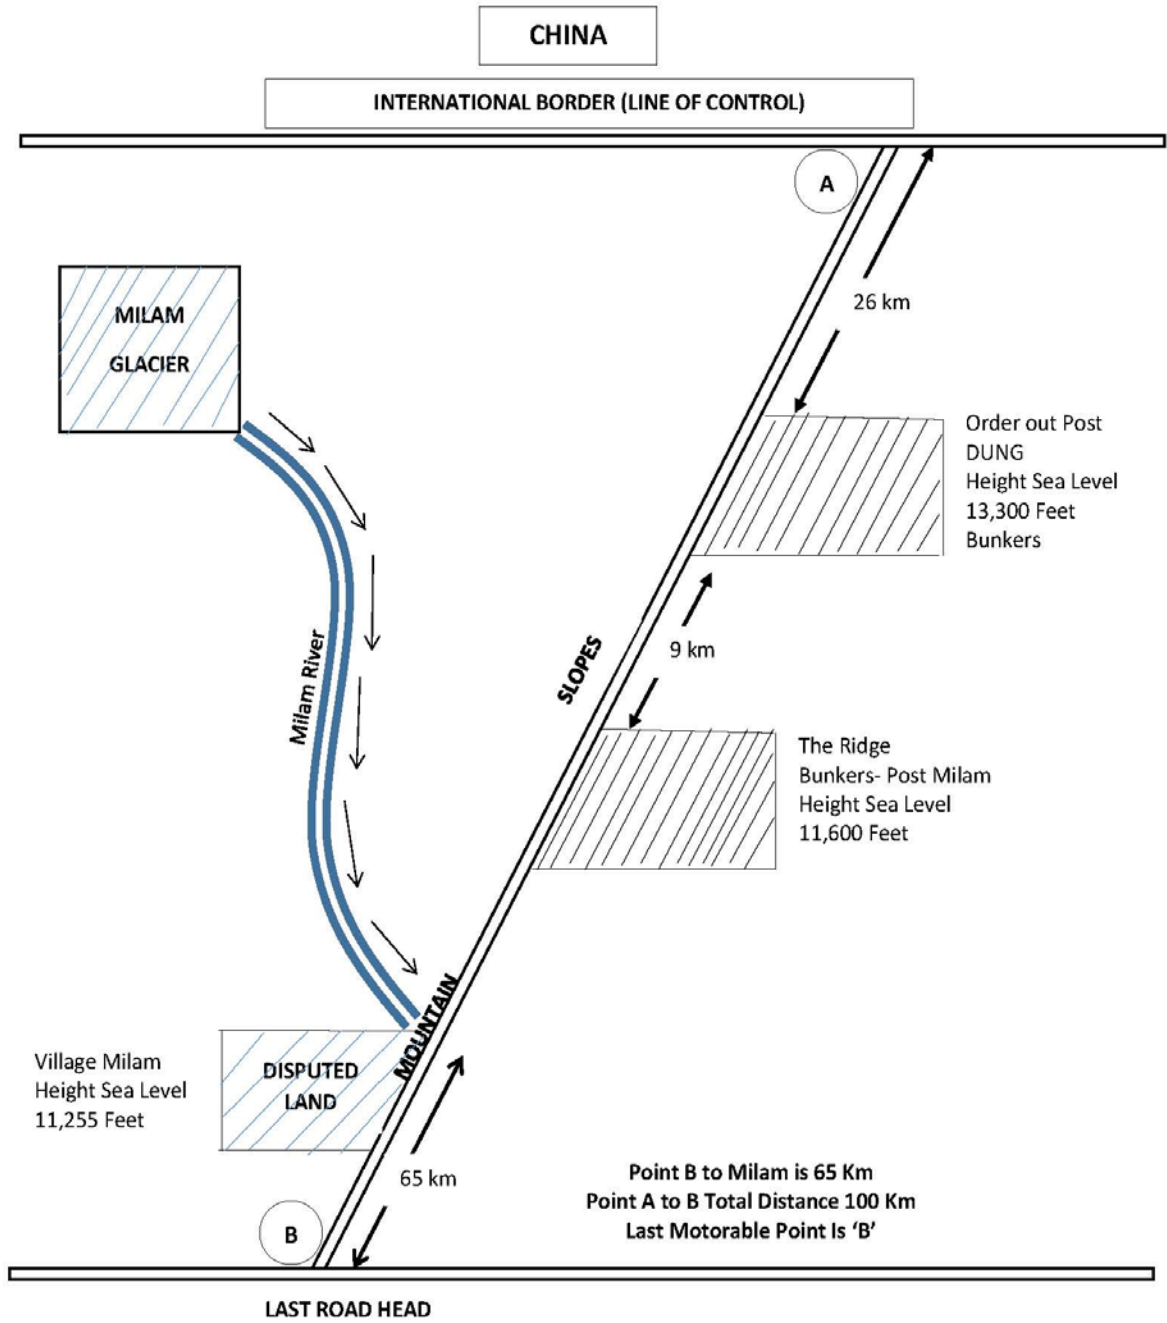 CHINA
INTERNATIONAL BORDER (LINE OF CONTROL)
A
26 km
MILAM
GLACIER
Order out Post
DUNG
Height Sea Level
13,300 Feet
Bunkers
9 km
SLOPES
Milam River
The Ridge
Bunkers- Post Milam
Height Sea Level
11,600 Feet
MOUNTAIN
Village Milam
Height Sea Level
11,255 Feet
DISPUTED
LAND
65 km
Point B to Milam is 65 Km
Point A to B Total Distance 100 Km
Last Motorable Point Is ‘B’
B
LAST ROAD HEAD